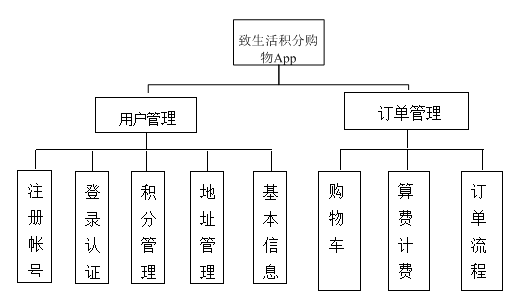 致生活积分购
物App
用户管理
订单管理
注册帐号
登录认证
积分管理
地址管理
基本信息
购物车
算费计费
订单流程